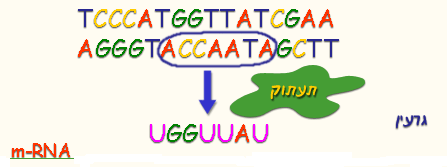 TCCCATGGTTATCGAA
AGGGTACCAATAGCTT
תעתוק
גרעין
UGGUUAU
m-RNA